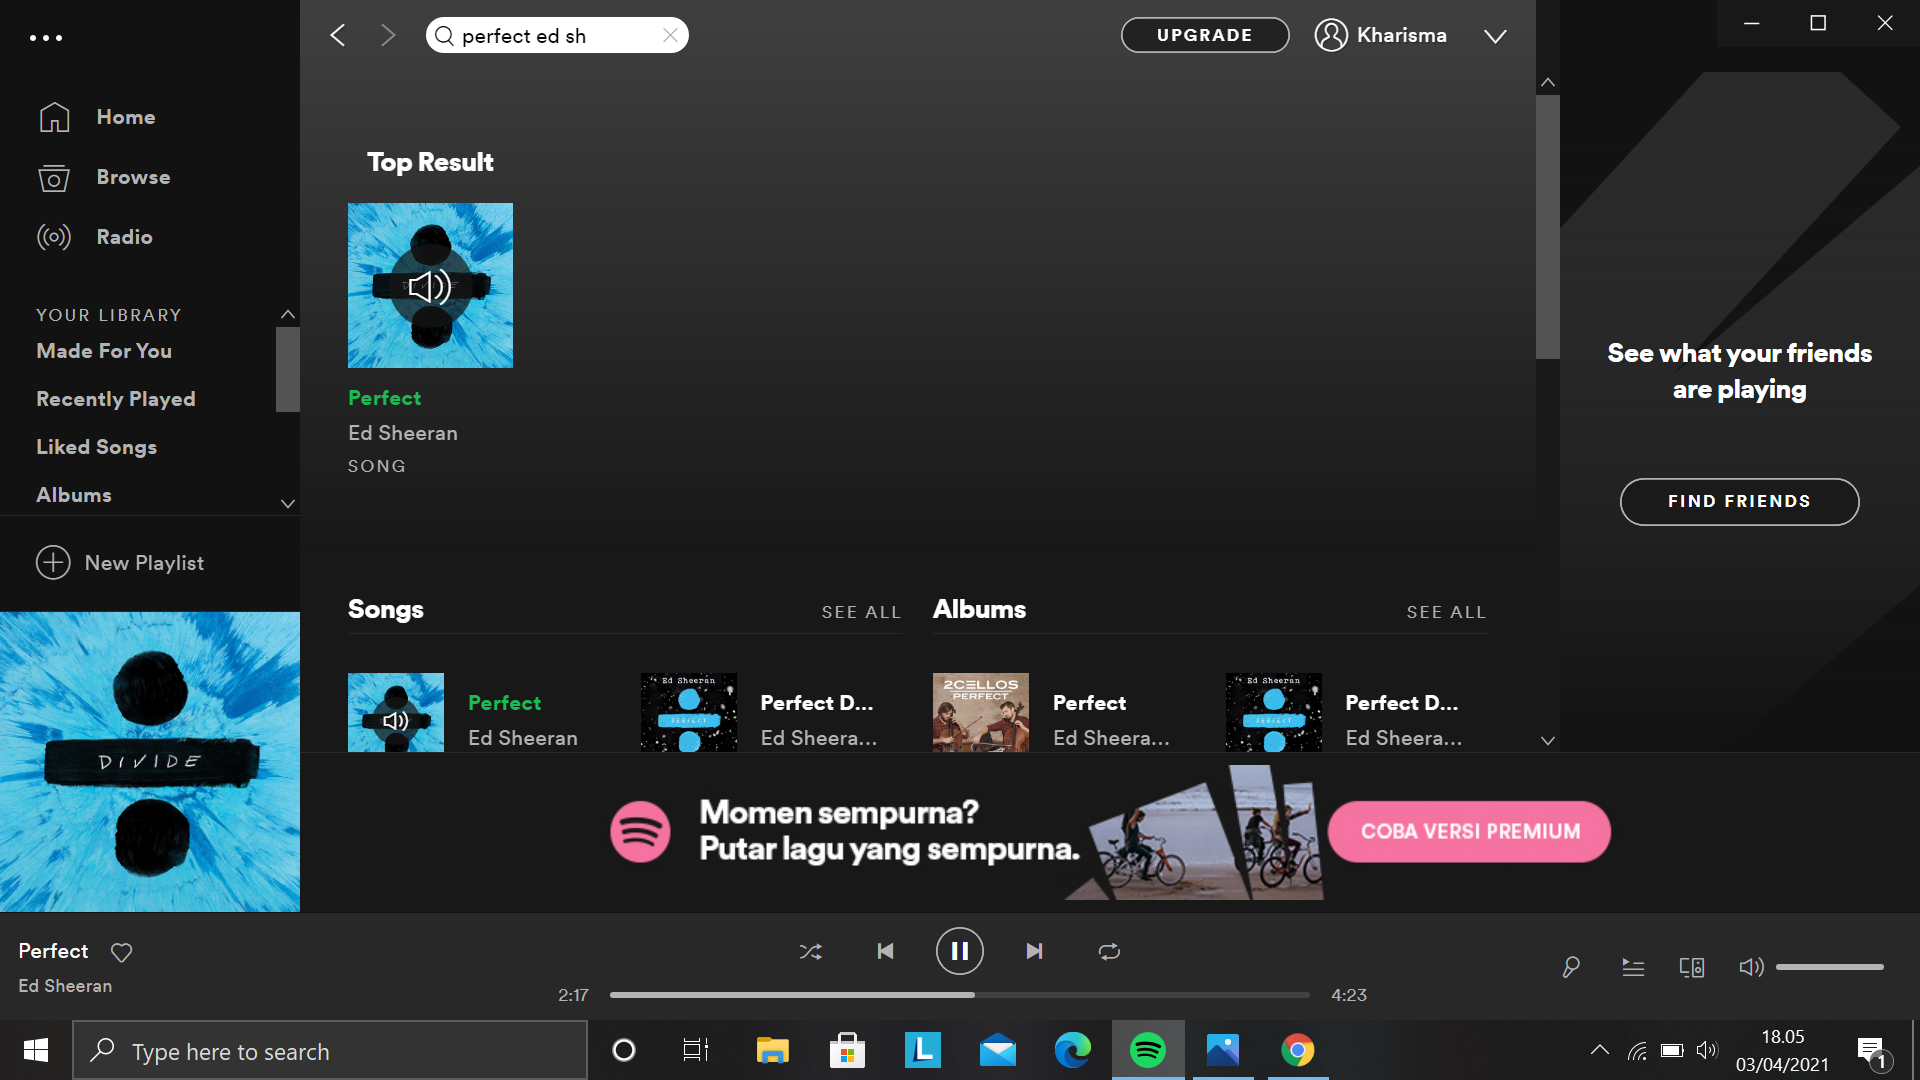 perfect ed sh
UPGRADE
Kharisma
Home
Browse
Radio
YOUR LIBRARY
Made For You
Recently Played
Liked Songs
Albums
New Playlist
DIVIDE
Perfect
Ed Sheeran
Top Result
Perfect
Ed Sheeran
SONG
Songs
SEE ALL
Albums
SEE ALL
Perfect
Ed Sheeran
Ed Sheeran
PERFECT
Perfect D...
Ed Sheera...
2CELLOS
PERFECT
Perfect
Ed Sheera...
Ed Sheeran
PERFECT
Perfect D...
Ed Sheera...
See what your friends
are playing
FIND FRIENDS
Momen sempurna?
Putar lagu yang sempurna.
COBA VERSI PREMIUM
2:17
4:23
Type here to search
L
18.05
03/04/2021
1